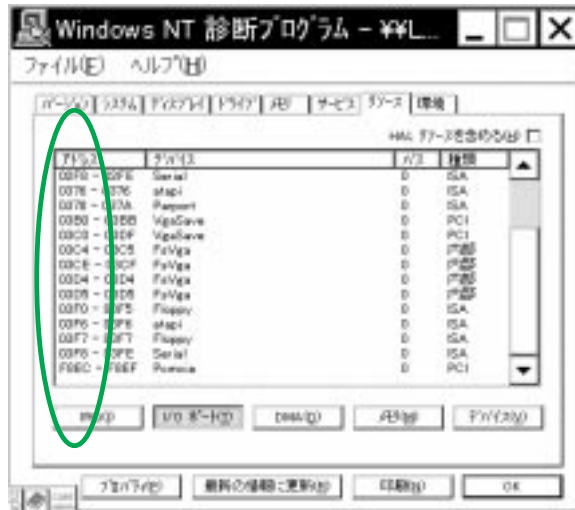 Windows NT 診断プログラム - ¥¥L...
ファイル(F) ヘルプ(H)
バージョン システム ディスプレイ ドライブ メモリ サービス リソース 環境
HAL リソースを含める(H)
アドレス デバイス バス 種類
02F8 - 02FE Serial 0 ISA
0376 - 0376 atapi 0 ISA
0378 - 037A Parport 0 ISA
03B0 - 03BB VgaSave 0 PCI
03C0 - 03DF VgaSave 0 PCI
03C4 - 03C5 FsVga 0 内部
03CE - 03CF FsVga 0 内部
03D4 - 03D4 FsVga 0 内部
03D5 - 03D5 FsVga 0 内部
03F0 - 03F5 Floppy 0 ISA
03F6 - 03F6 atapi 0 ISA
03F7 - 03F7 Floppy 0 ISA
03F8 - 03FE Serial 0 ISA
F8EC - F8EF 0 PCI
I/O ポート(T) DMA(D) メモリ(M) デバイス(V)
プロパティ(P) 最新の情報に更新(R) 印刷(N) OK